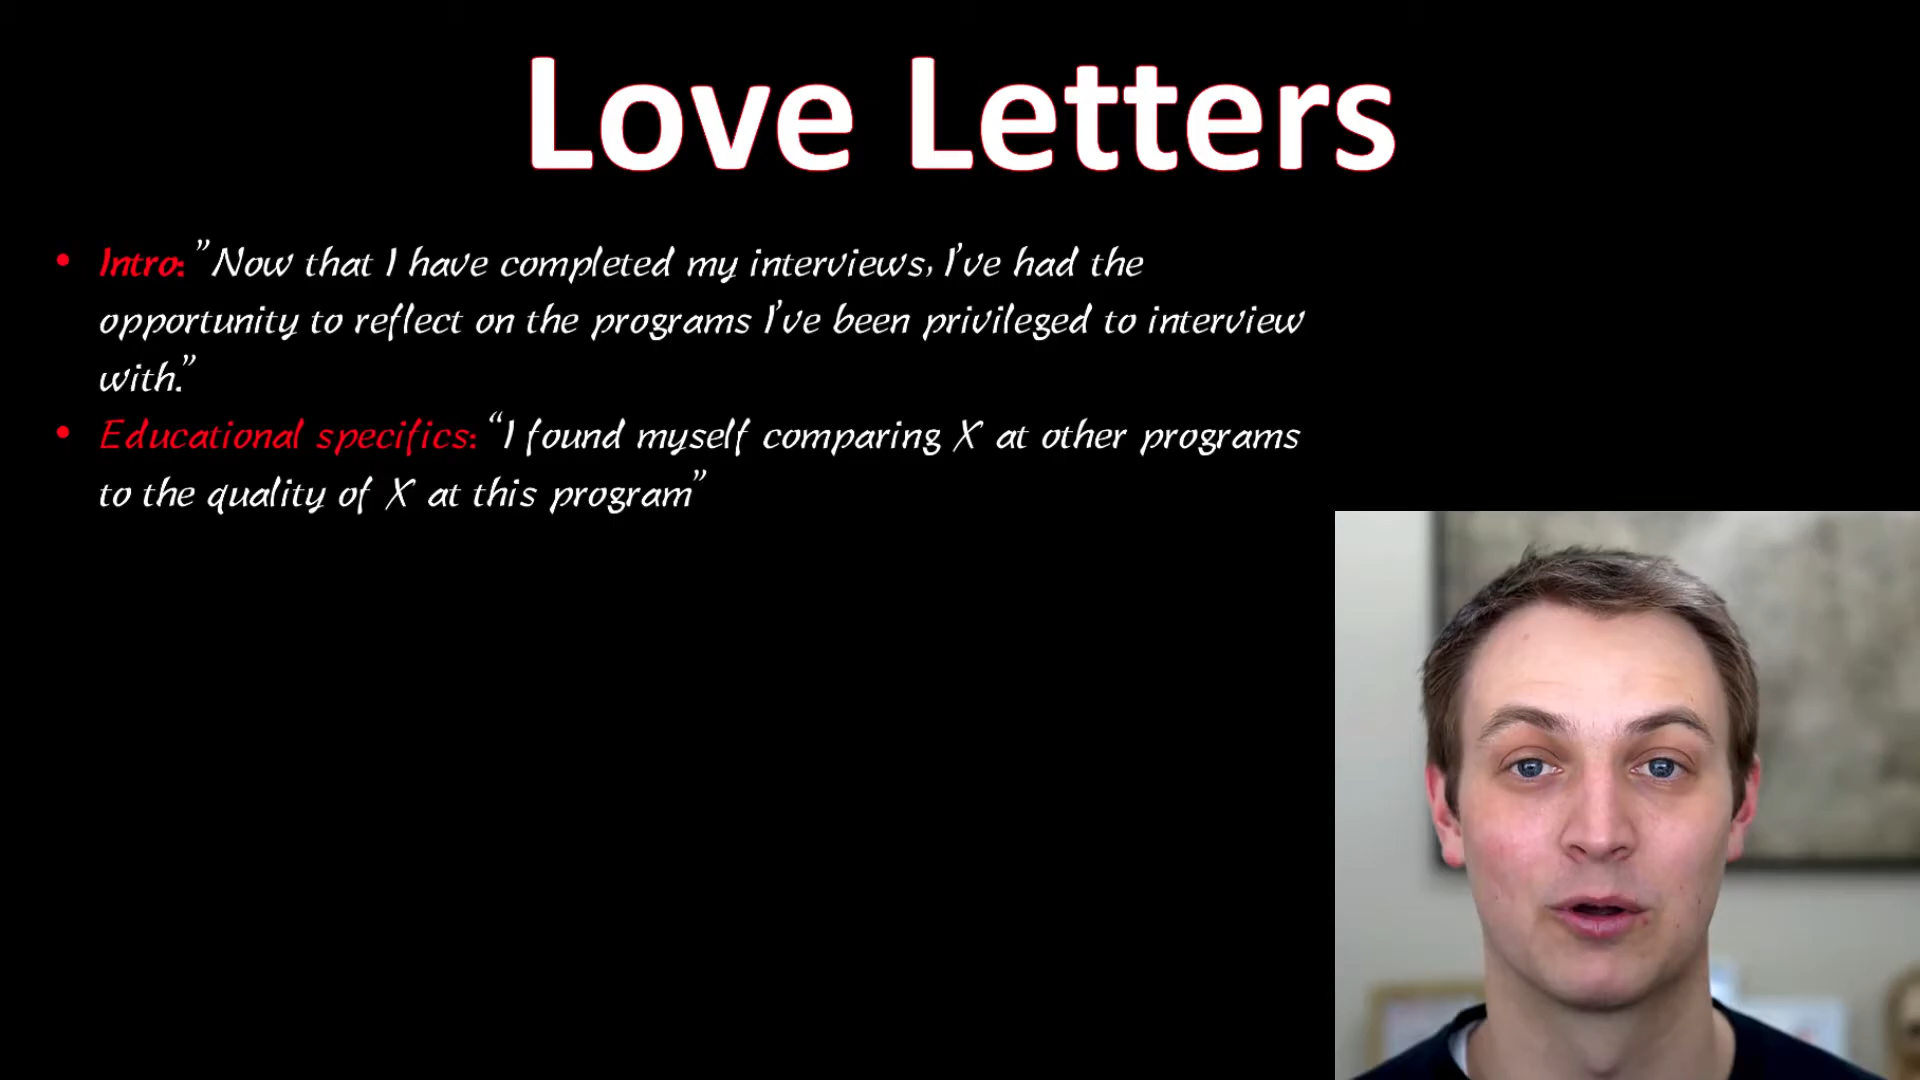 Love Letters
• Intro: ”Now that I have completed my interviews, I’ve had the
opportunity to reflect on the programs I’ve been privileged to interview
with.”
• Educational specifics: “I found myself comparing X at other programs
to the quality of X at this program”